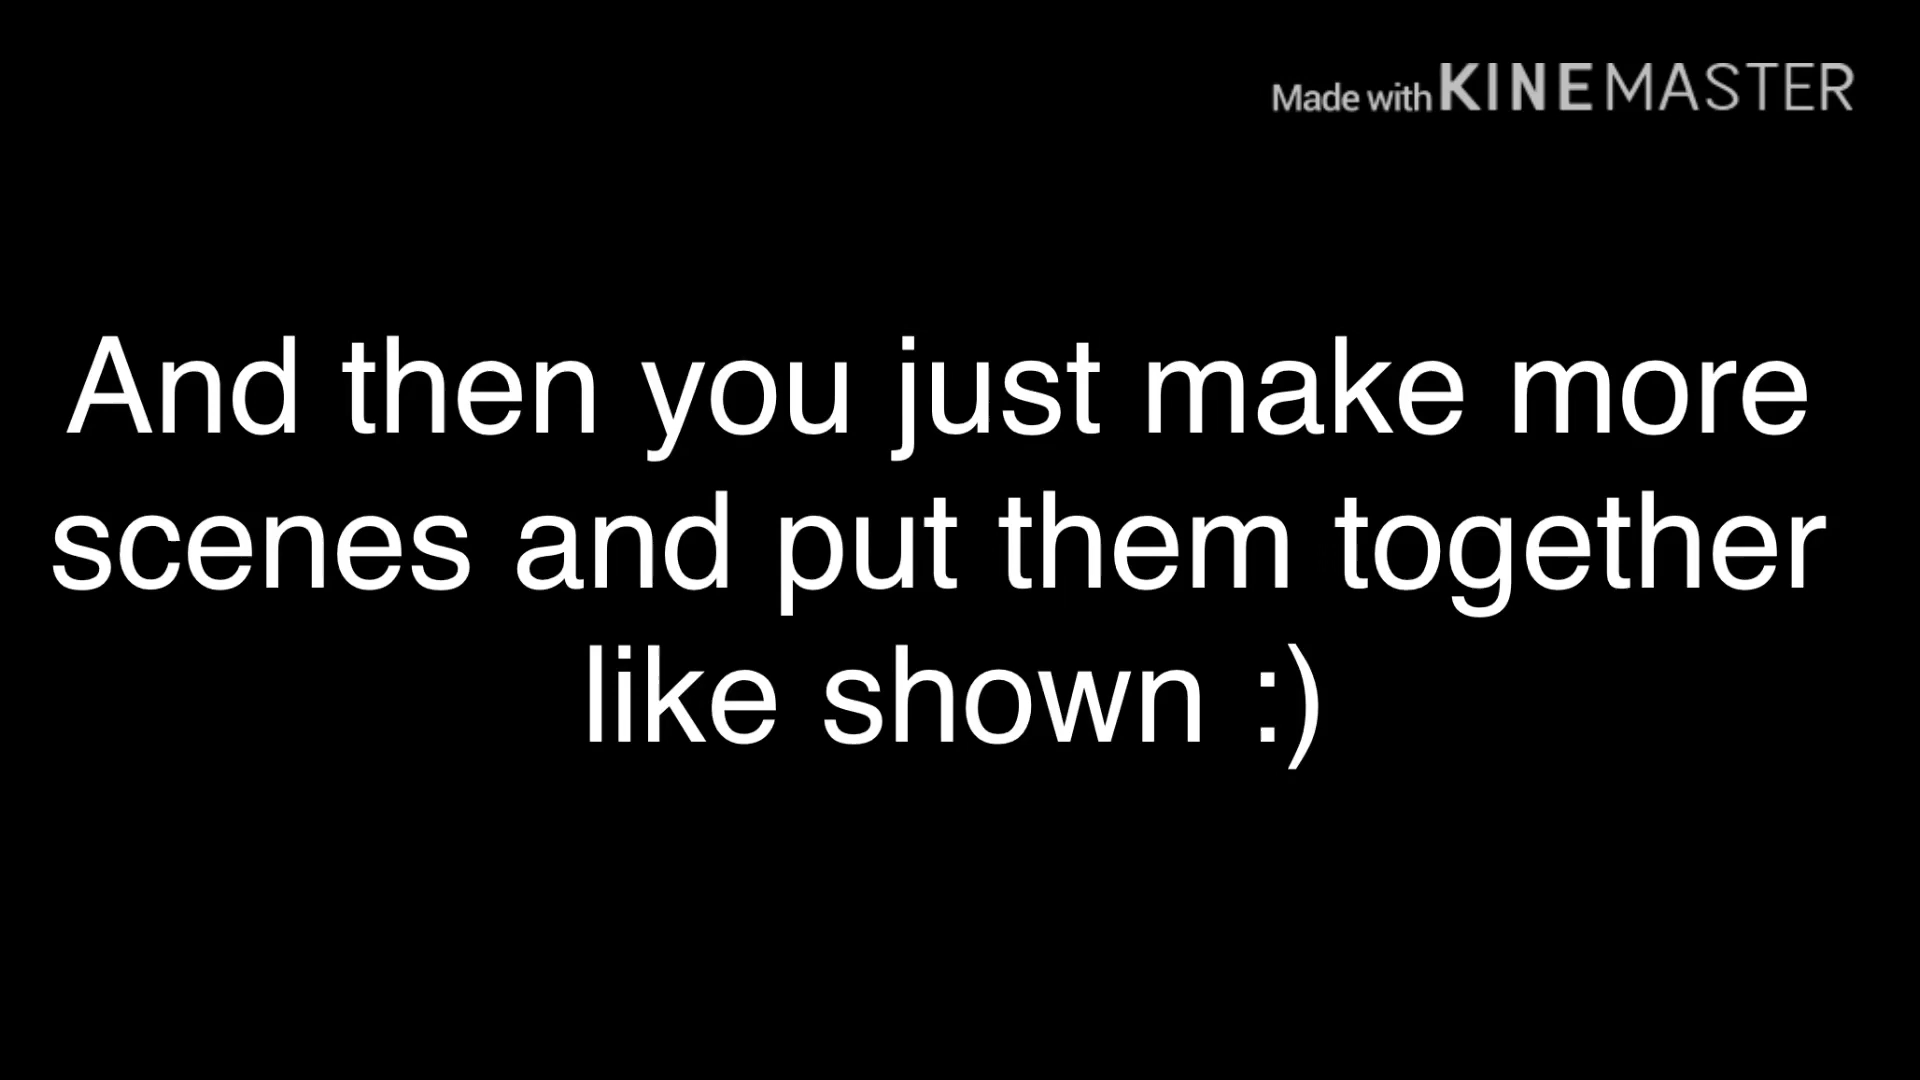 Made with KINEMASTER
And then you just make more
scenes and put them together
like shown :)